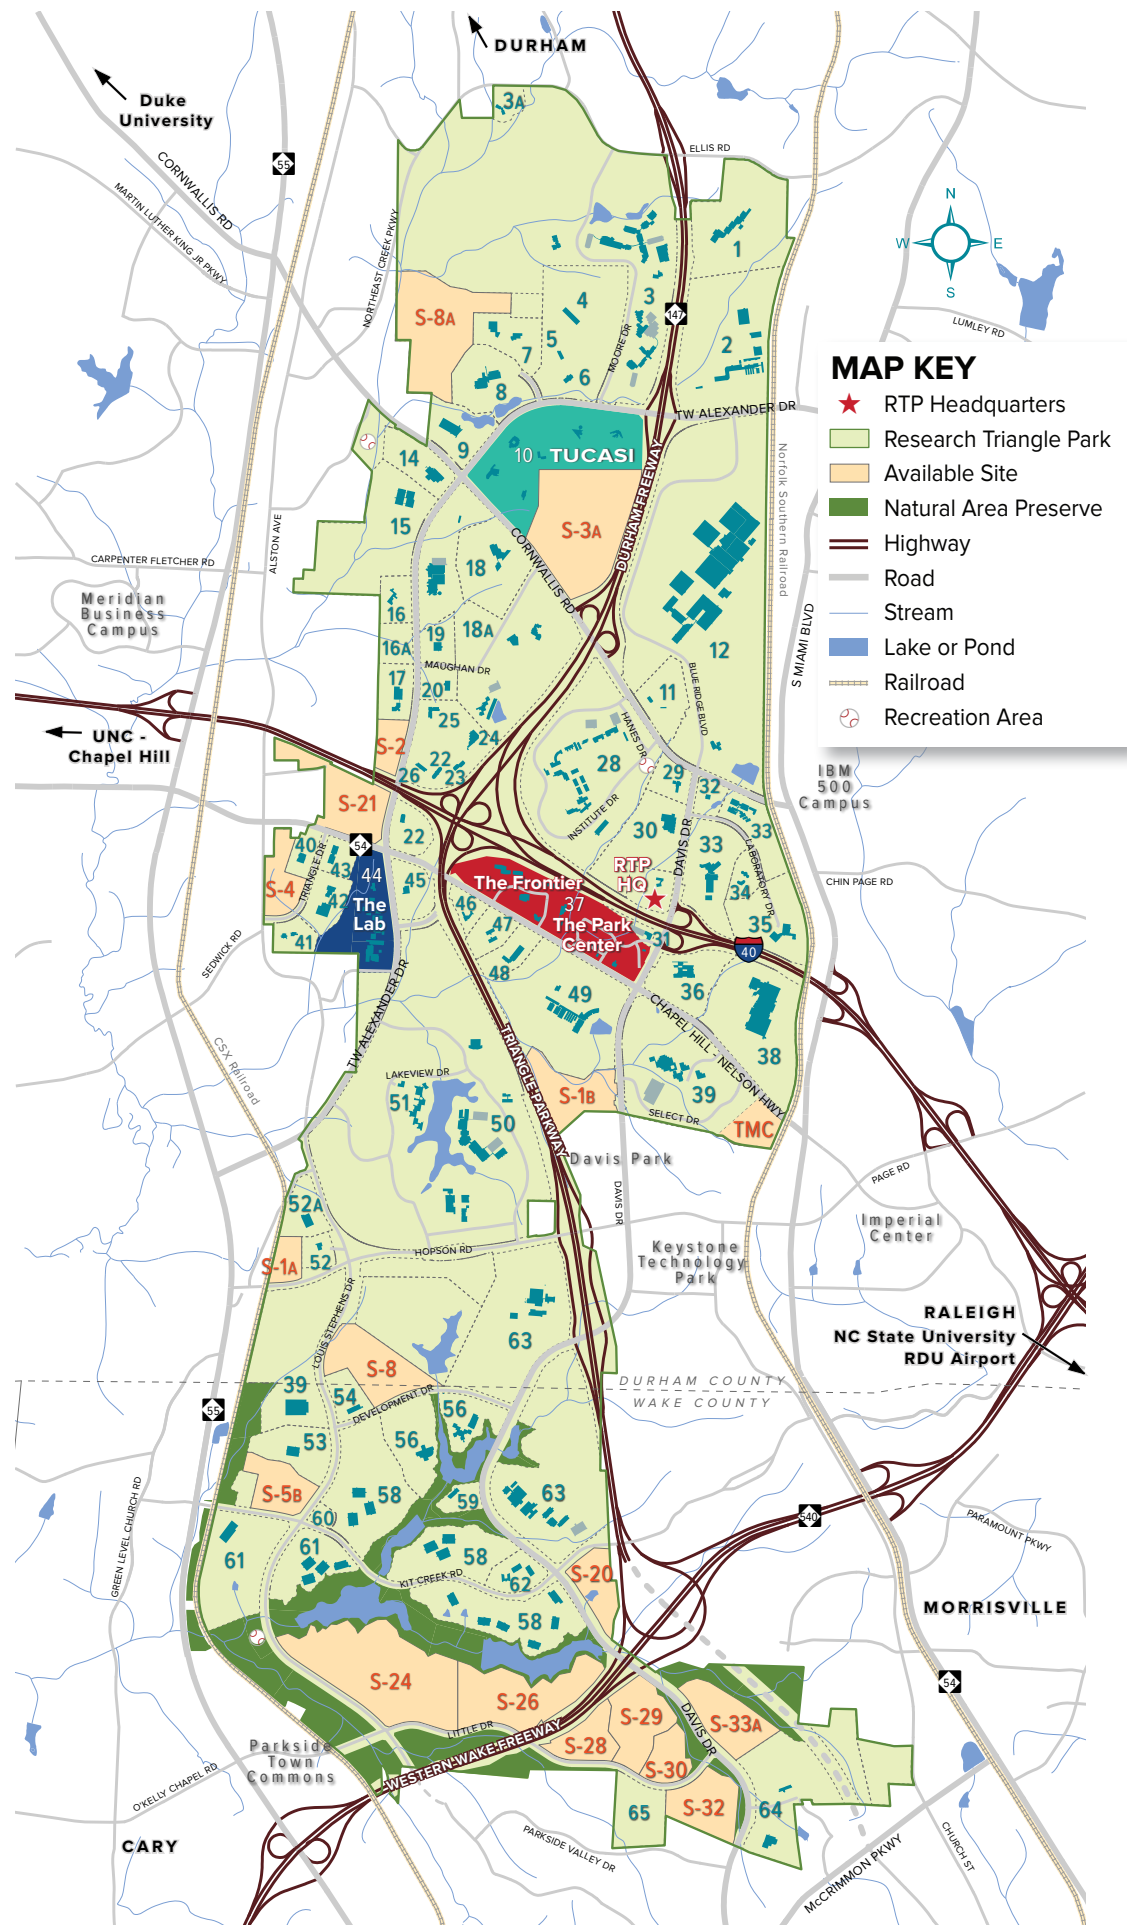 DURHAM
Duke
University
3A
ELLIS RD
55
CORNWALLIS RD
MARTIN LUTHER KING JR PKWY
NORTHEAST CREEK PKWY
1
N
W
E
S
S-8A
4
3
147
5
7
MOORE DR
2
6
8
LUMLEY RD
MAP KEY
RTP Headquarters
Research Triangle Park
Available Site
Natural Area Preserve
Highway
Road
Stream
Lake or Pond
Railroad
Recreation Area
TW ALEXANDER DR
9
10 TUCASI
14
DURHAM FREEWAY
Norfolk Southern Railroad
15
S-3A
CORNWALLIS RD
ALSTON AVE
CARPENTER FLETCHER RD
Meridian
Business
Campus
18
16
19
18A
16A
12
S MIAMI BLVD
MAUGHAN DR
17
20
11
BLUE RIDGE BLVD
25
HANES DR
UNC -
Chapel Hill
S-2
24
22
23
26
28
29
32
IBM
500
Campus
S-21
INSTITUTE DR
22
30
DAVIS DR
33
33
54
40
TRIANGLE DR
43
44
45
The
Lab
S-4
42
41
LABORATORY DR
34
35
RTP
HQ
The Frontier
37
The Park
Center
31
40
CHIN PAGE RD
46
47
48
SEDWICK RD
49
36
38
CHAPEL HILL - NELSON HWY
TW ALEXANDER DR
CSX Railroad
TRIANGLE PARKWAY
LAKEVIEW DR
51
50
S-1B
39
SELECT DR
TMC
Davis Park
PAGE RD
DAVIS DR
52A
Imperial
Center
S-1A
52
HOPSON RD
Keystone
Technology
Park
RALEIGH
NC State University
RDU Airport
LOUIS STEPHENS DR
63
S-8
DURHAM COUNTY
WAKE COUNTY
39
54
DEVELOPMENT DR
55
56
53
56
S-5B
58
59
63
60
540
GREEN LEVEL CHURCH RD
PARAMOUNT PKWY
61
61
58
KIT CREEK RD
62
S-20
58
MORRISVILLE
S-24
S-26
54
S-29
S-33A
DAVIS DR
LITTLE DR
S-28
WESTERN WAKE FREEWAY
Parkside
Town
Commons
S-30
O'KELLY CHAPEL RD
65
S-32
64
CARY
PARKSIDE VALLEY DR
McCRIMMON PKWY
CHURCH ST